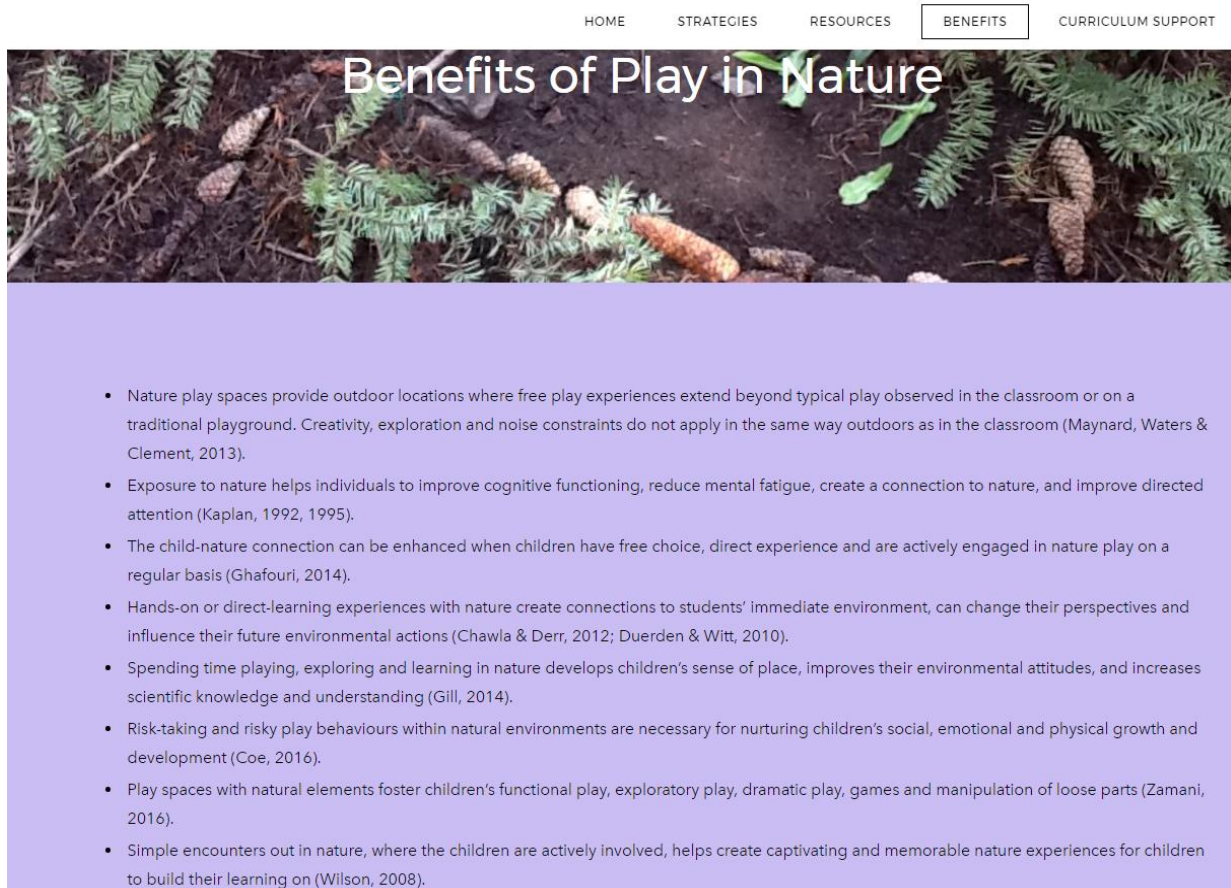 HOME STRATEGIES RESOURCES BENEFITS CURRICULUM SUPPORT
Benefits of Play in Nature
• Nature play spaces provide outdoor locations where free play experiences extend beyond typical play observed in the classroom or on a
traditional playground. Creativity, exploration and noise constraints do not apply in the same way outdoors as in the classroom (Maynard, Waters &
Clement, 2013).
• Exposure to nature helps individuals to improve cognitive functioning, reduce mental fatigue, create a connection to nature, and improve directed
attention (Kaplan, 1992, 1995).
• The child-nature connection can be enhanced when children have free choice, direct experience and are actively engaged in nature play on a
regular basis (Ghafouri, 2014).
• Hands-on or direct-learning experiences with nature create connections to students' immediate environment, can change their perspectives and
influence their future environmental actions (Chawla & Derr, 2012; Duerden & Witt, 2010).
• Spending time playing, exploring and learning in nature develops children's sense of place, improves their environmental attitudes, and increases
scientific knowledge and understanding (Gill, 2014).
• Risk-taking and risky play behaviours within natural environments are necessary for nurturing children's social, emotional and physical growth and
development (Coe, 2016).
• Play spaces with natural elements foster children's functional play, exploratory play, dramatic play, games and manipulation of loose parts (Zamani,
2016).
• Simple encounters out in nature, where the children are actively involved, helps create captivating and memorable nature experiences for children
to build their learning on (Wilson, 2008).